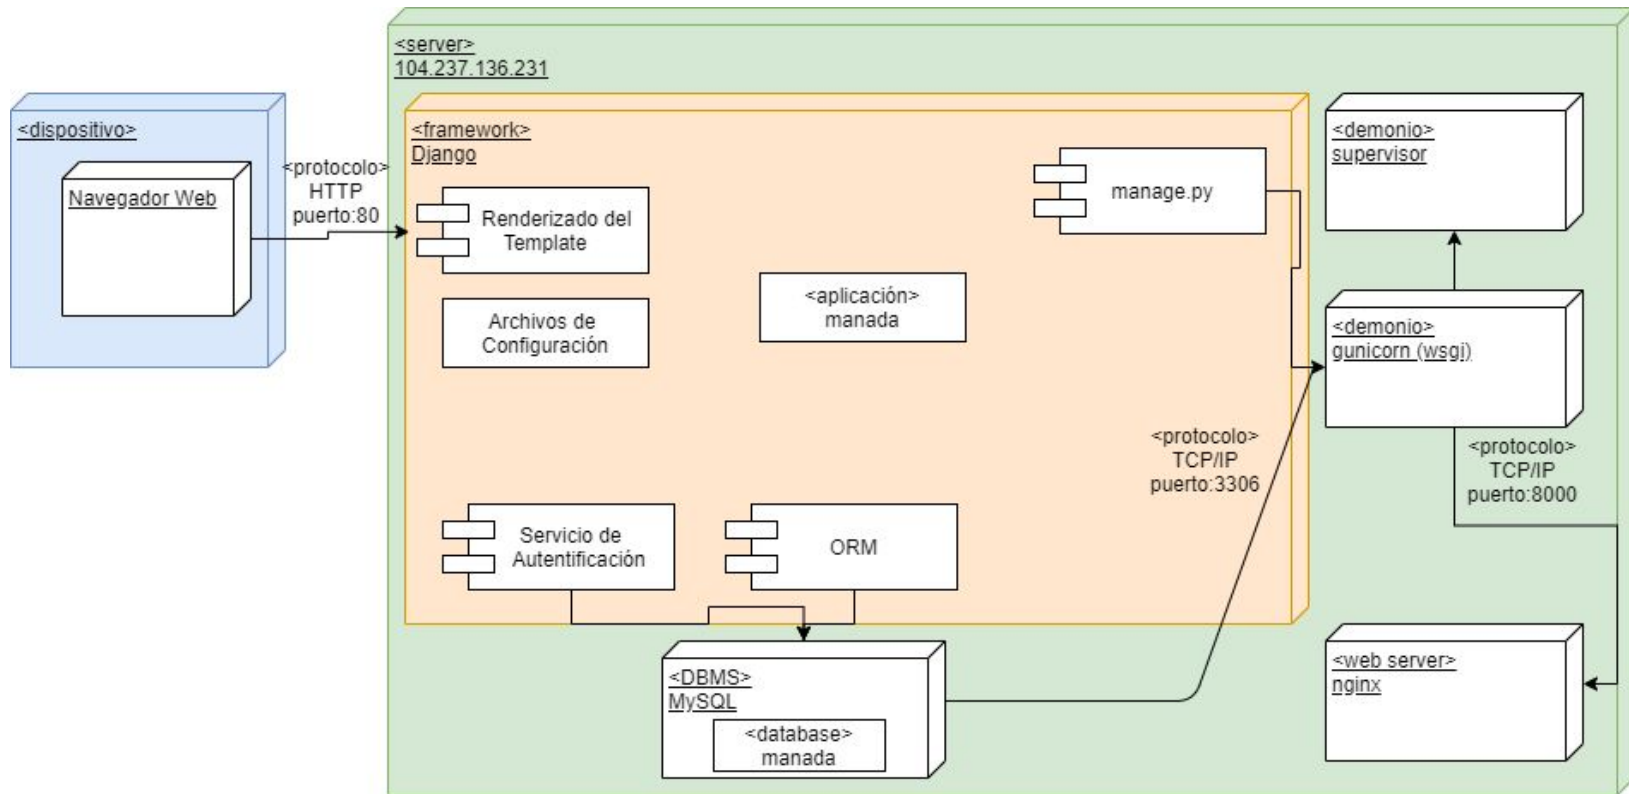 <server>
104.237.136.231
<dispositivo>
Navegador Web
<protocolo>
HTTP
puerto:80
<framework>
Django
Renderizado del
Template
Archivos de
Configuración
<aplicación>
manada
manage.py
<demonio>
supervisor
<demonio>
gunicorn (wsgi)
<protocolo>
TCP/IP
puerto:3306
<protocolo>
TCP/IP
puerto:8000
Servicio de
Autentificación
ORM
<DBMS>
MySQL
<database>
manada
<web server>
nginx